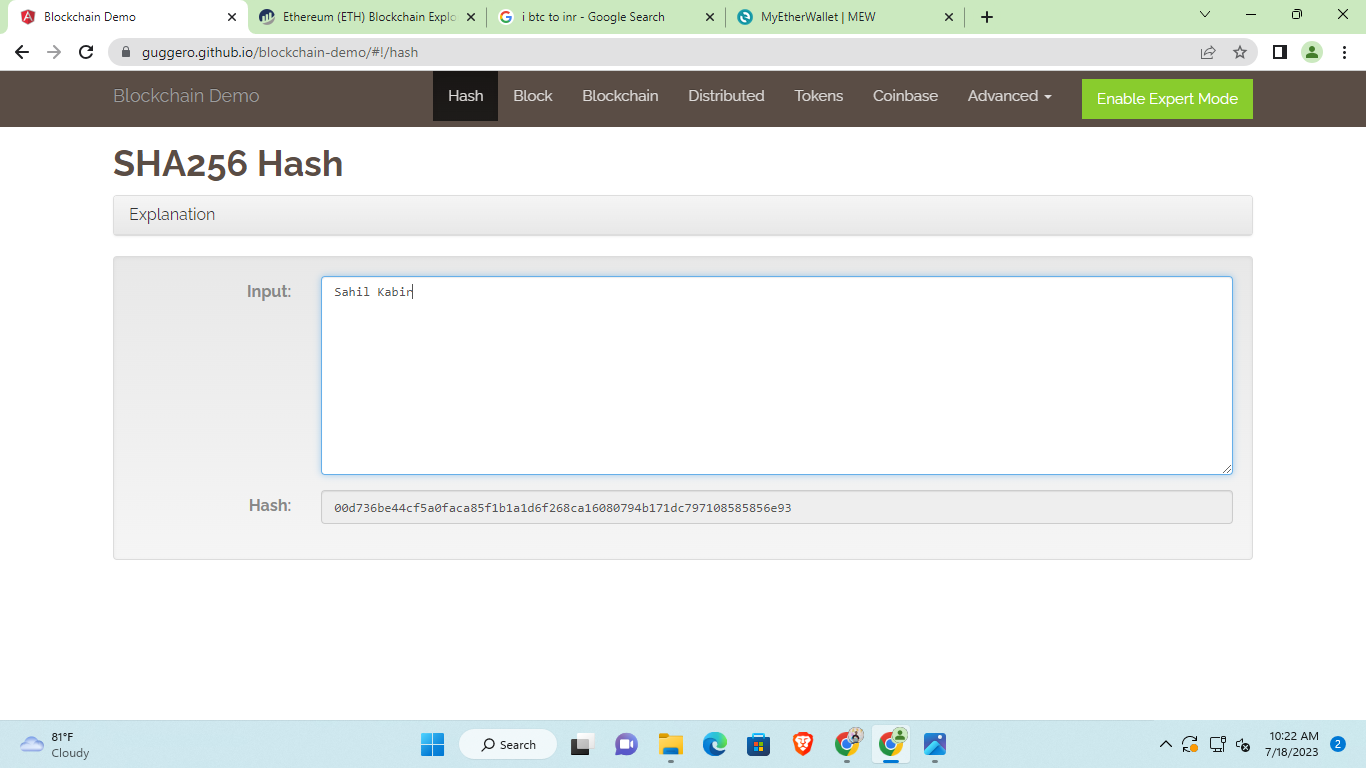 Blockchain Demo
Ethereum (ETH) Blockchain Explo
i btc to inr - Google Search
MyEtherWallet | MEW
guggero.github.io/blockchain-demo/#!/hash
Blockchain Demo
Hash
Block
Blockchain
Distributed
Tokens
Coinbase
Advanced
Enable Expert Mode
SHA256 Hash
Explanation
Input:
Sahil Kabir
Hash:
00d736be44cf5a0faca85f1b1a1d6f268ca16080794b171dc797108585856e93
81°F
Cloudy
Search
10:22 AM
7/18/2023
2